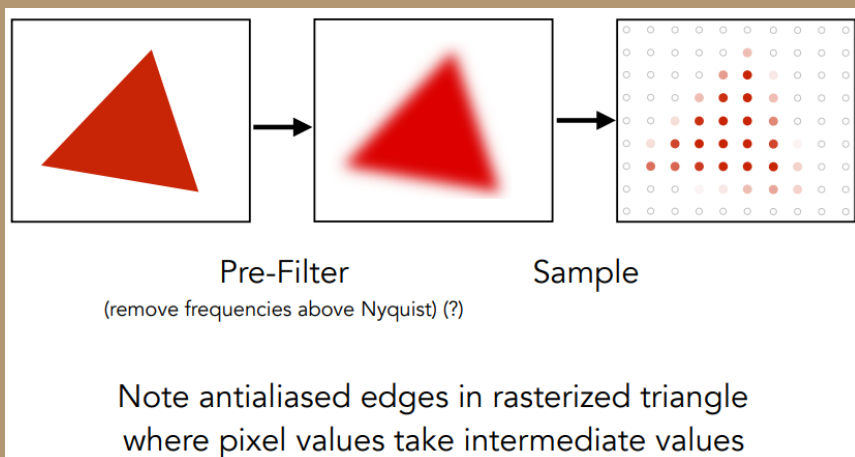 Pre-Filter
Sample
(remove frequencies above Nyquist) (?)
Note antialiased edges in rasterized triangle
where pixel values take intermediate values